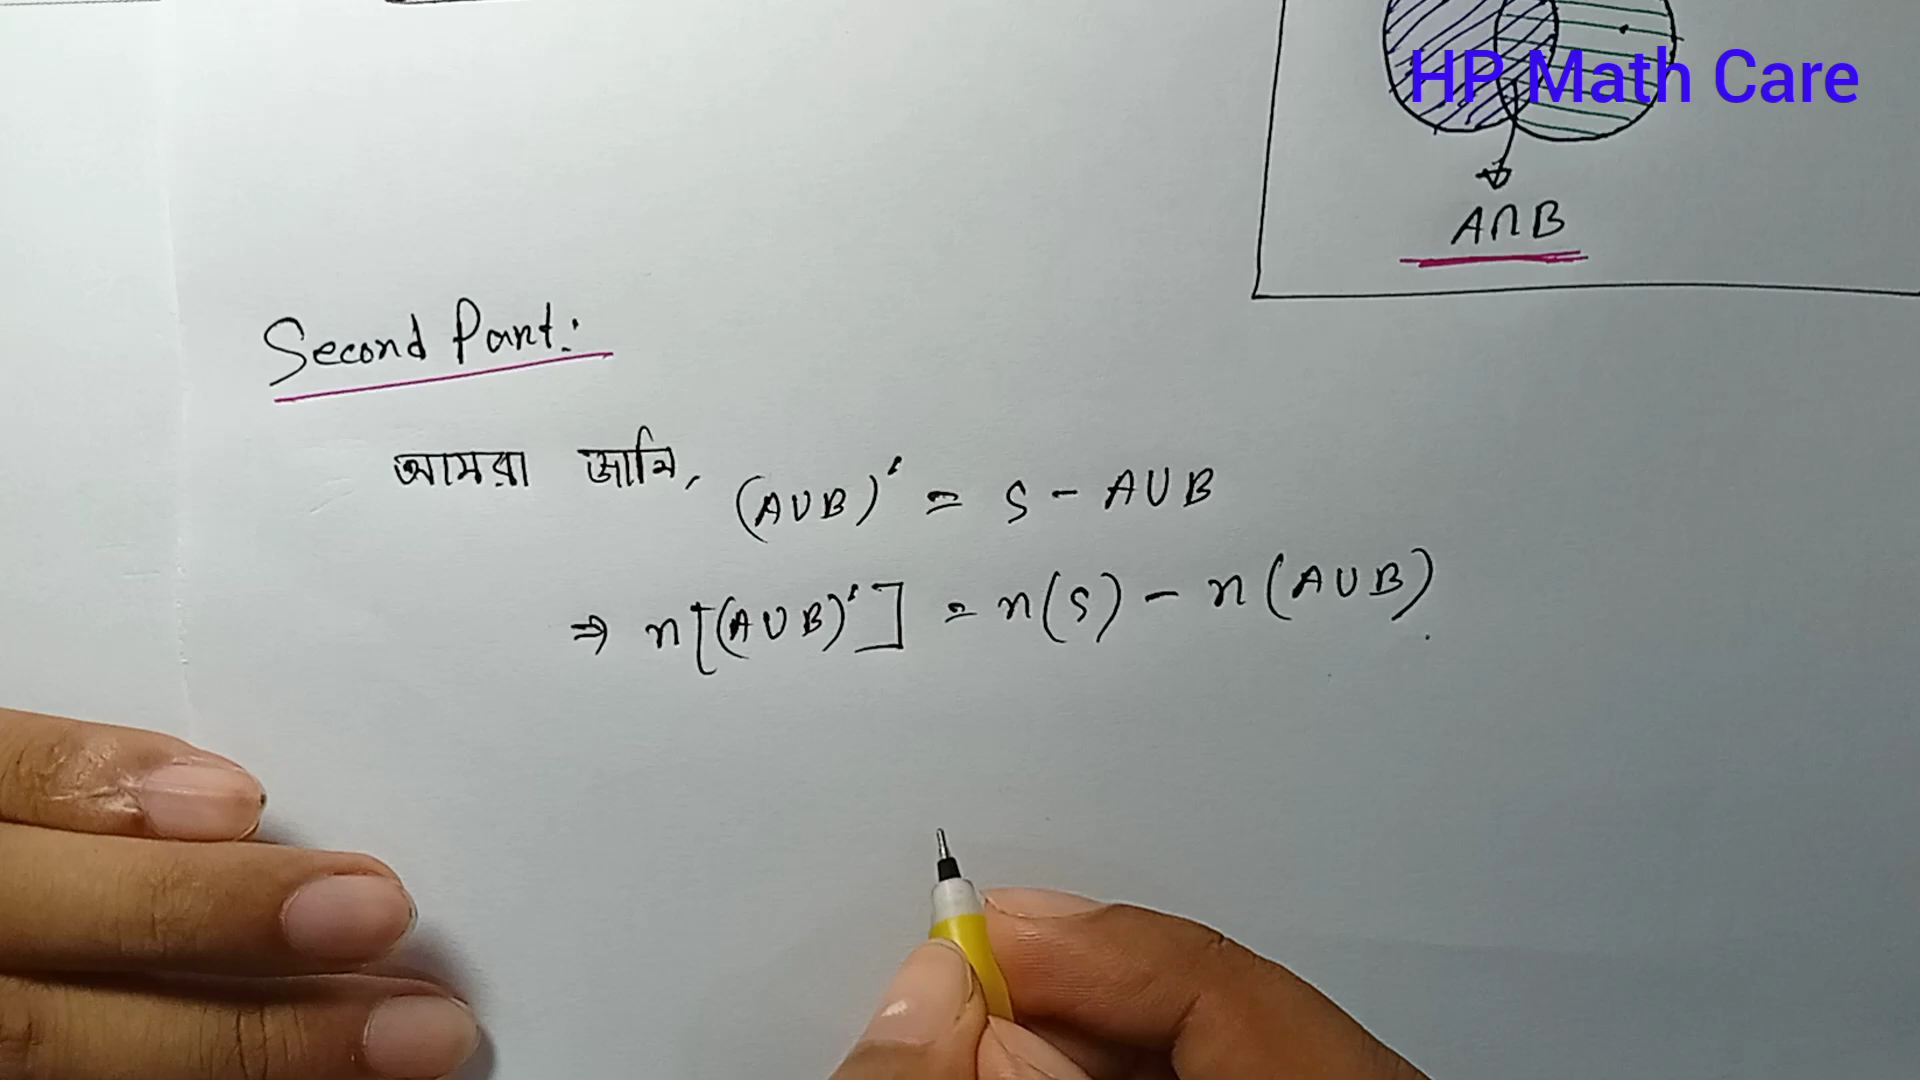 HP Math Care
A∩B
Second Part:
আমরা জানি, (A∪B)' = S - A∪B
⇒ n[(A∪B)'] = n(S) - n(A∪B).